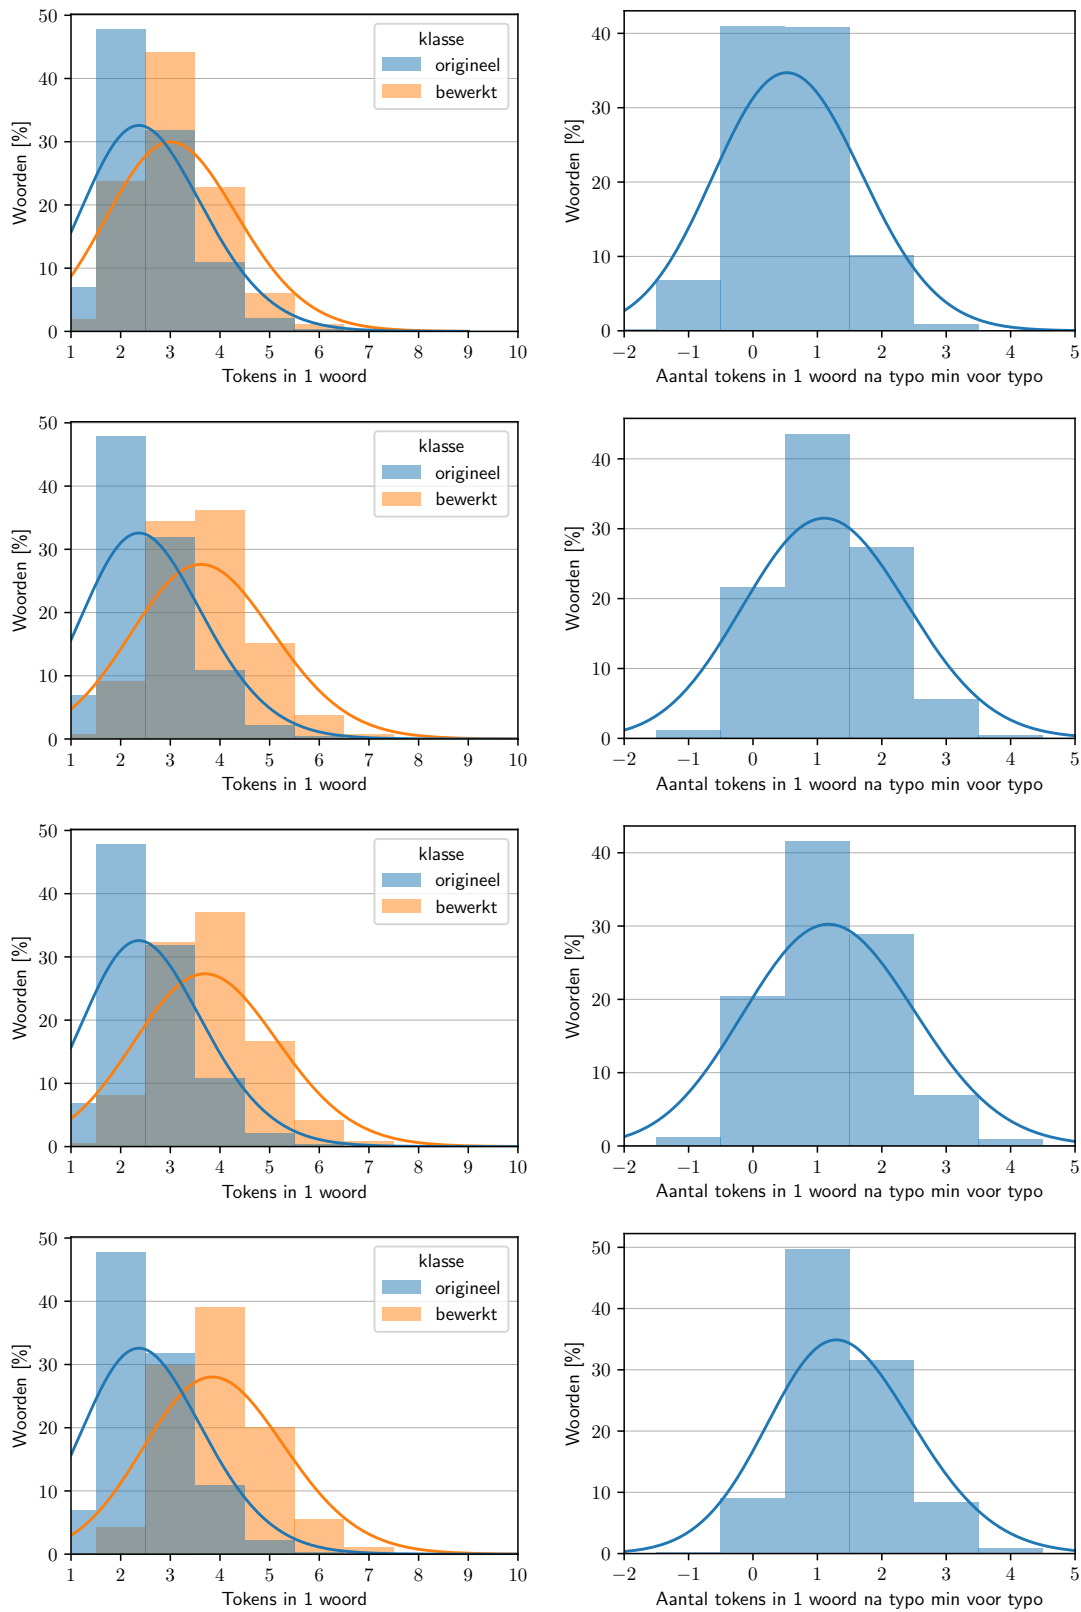 50
40
30
20
10
0
Woorden [%]
klasse
origineel
bewerkt
1 2 3 4 5 6 7 8 9 10
Tokens in 1 woord
40
30
20
10
0
Woorden [%]
−2 −1 0 1 2 3 4 5
Aantal tokens in 1 woord na typo min voor typo
50
40
30
20
10
0
Woorden [%]
klasse
origineel
bewerkt
1 2 3 4 5 6 7 8 9 10
Tokens in 1 woord
40
30
20
10
0
Woorden [%]
−2 −1 0 1 2 3 4 5
Aantal tokens in 1 woord na typo min voor typo
50
40
30
20
10
0
Woorden [%]
klasse
origineel
bewerkt
1 2 3 4 5 6 7 8 9 10
Tokens in 1 woord
40
30
20
10
0
Woorden [%]
−2 −1 0 1 2 3 4 5
Aantal tokens in 1 woord na typo min voor typo
50
40
30
20
10
0
Woorden [%]
klasse
origineel
bewerkt
1 2 3 4 5 6 7 8 9 10
Tokens in 1 woord
50
40
30
20
10
0
Woorden [%]
−2 −1 0 1 2 3 4 5
Aantal tokens in 1 woord na typo min voor typo